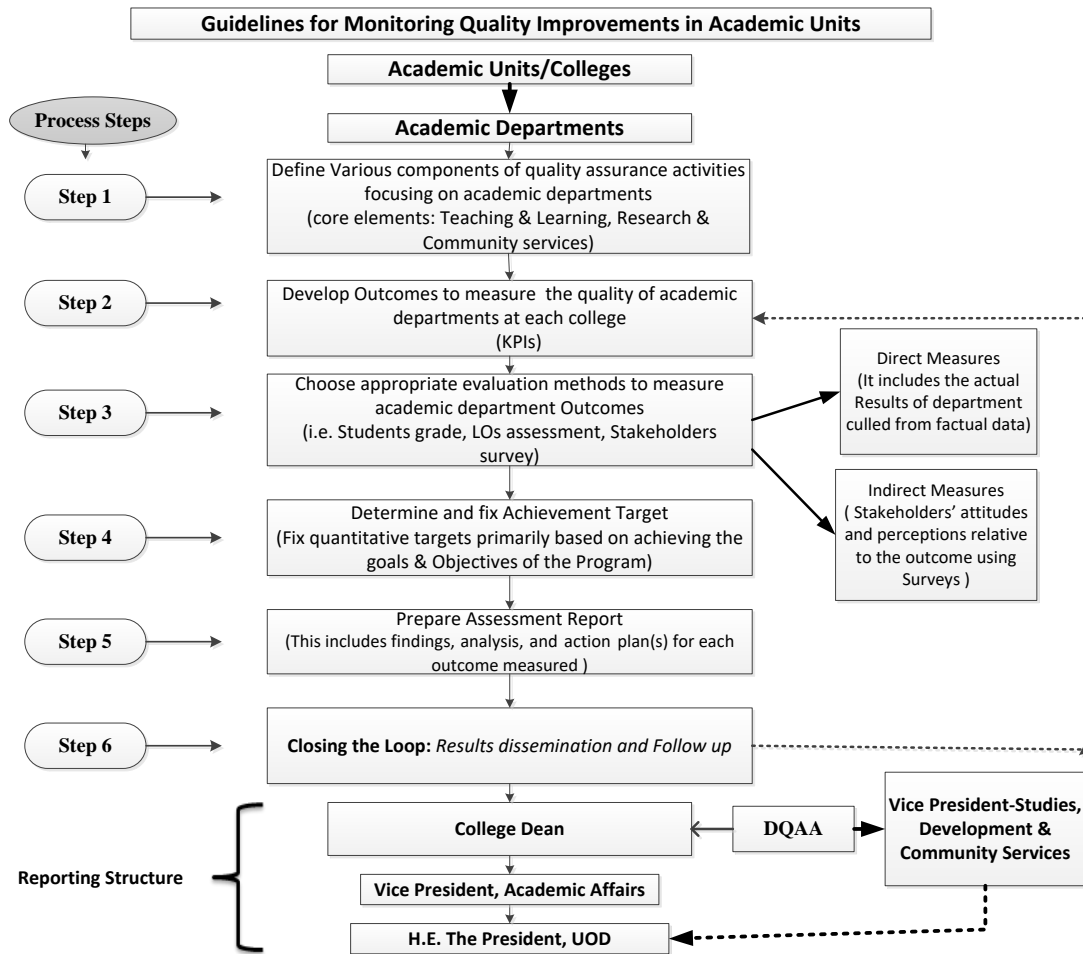 Guidelines for Monitoring Quality Improvements in Academic Units
Academic Units/Colleges
Process Steps
Academic Departments
Step 1
Define Various components of quality assurance activities
focusing on academic departments
(core elements: Teaching & Learning, Research &
Community services)
Step 2
Develop Outcomes to measure the quality of academic
departments at each college
(KPIs)
Step 3
Choose appropriate evaluation methods to measure
academic department Outcomes
(i.e. Students grade, LOs assessment, Stakeholders
survey)
Direct Measures
(It includes the actual
Results of department
culled from factual data)
Indirect Measures
( Stakeholders’ attitudes
and perceptions relative
to the outcome using
Surveys )
Step 4
Determine and fix Achievement Target
(Fix quantitative targets primarily based on achieving the
goals & Objectives of the Program)
Step 5
Prepare Assessment Report
(This includes findings, analysis, and action plan(s) for each
outcome measured )
Step 6
Closing the Loop: Results dissemination and Follow up
Reporting Structure
College Dean
DQAA
Vice President-Studies,
Development &
Community Services
Vice President, Academic Affairs
H.E. The President, UOD